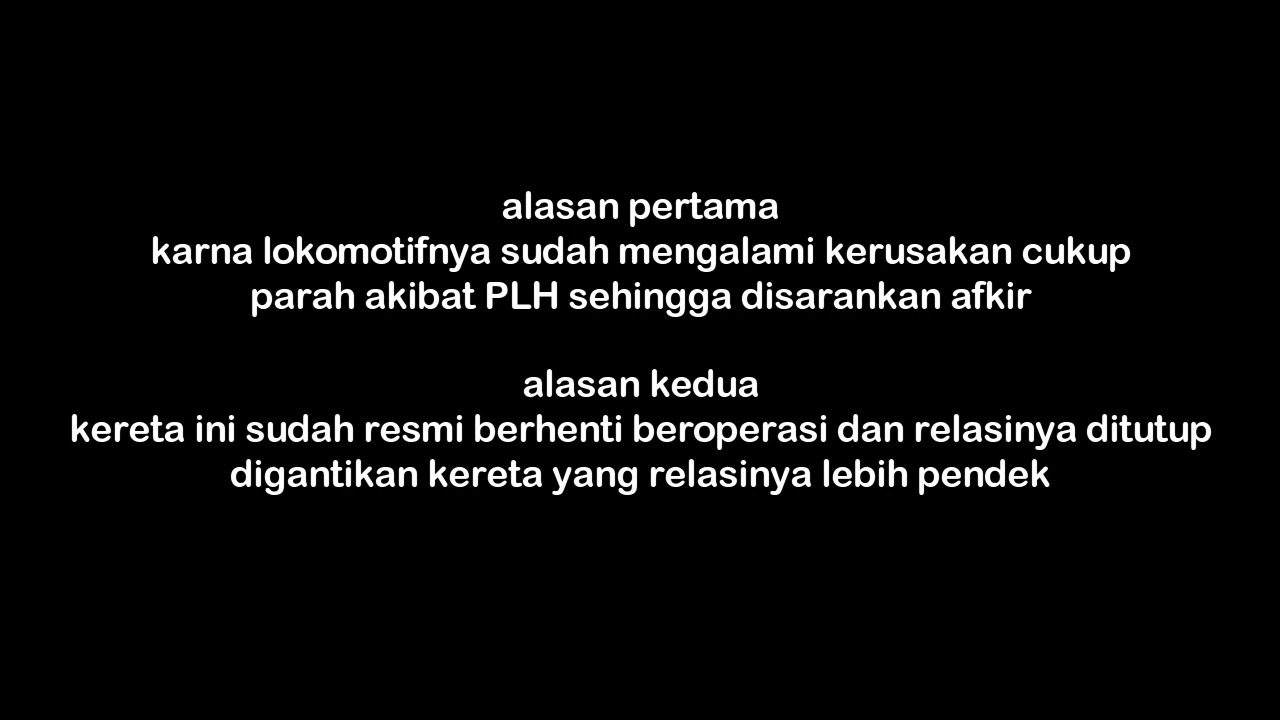 alasan pertama
karna lokomotifnya sudah mengalami kerusakan cukup
parah akibat PLH sehingga disarankan afkir
alasan kedua
kereta ini sudah resmi berhenti beroperasi dan relasinya ditutup
digantikan kereta yang relasinya lebih pendek